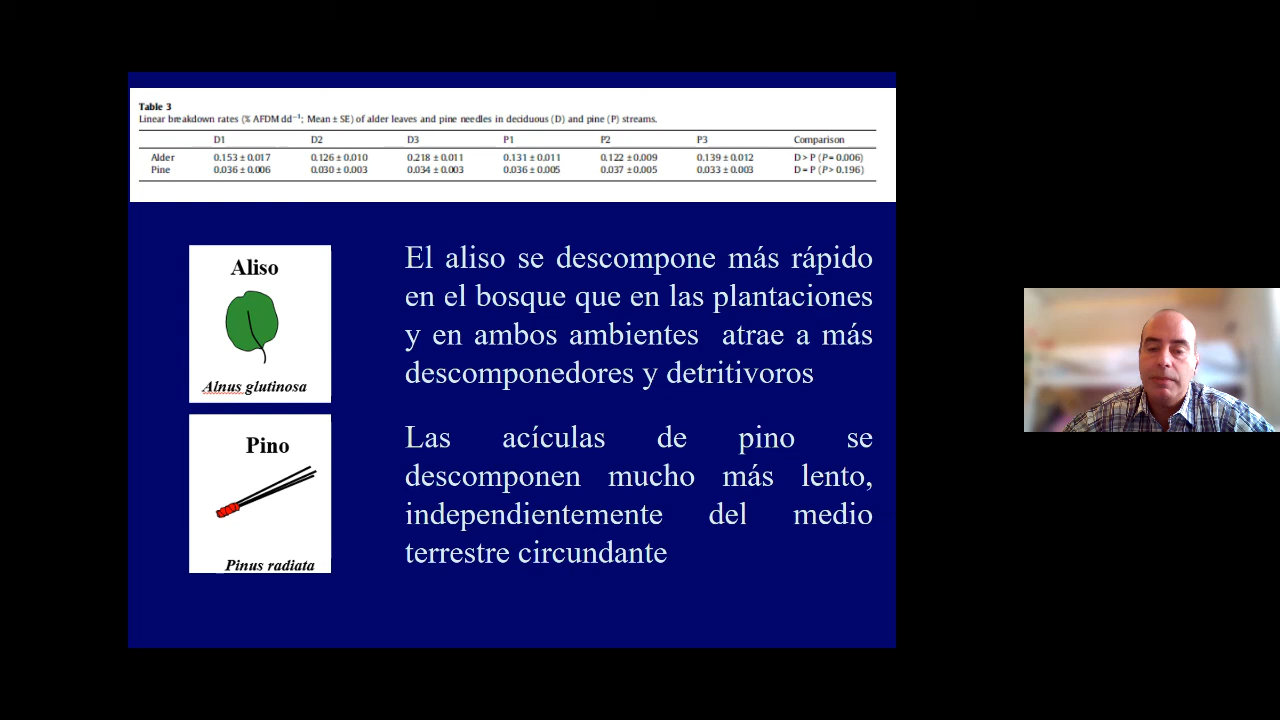 Table 3
Linear breakdown rates (% AFDM dd⁻¹; Mean ± SE) of alder leaves and pine needles in deciduous (D) and pine (P) streams.
D1 D2 D3 P1 P2 P3 Comparison
Alder 0.153 ± 0.017 0.126 ± 0.010 0.218 ± 0.011 0.131 ± 0.011 0.122 ± 0.009 0.139 ± 0.012 D > P (P = 0.006)
Pine 0.036 ± 0.006 0.030 ± 0.003 0.034 ± 0.003 0.036 ± 0.005 0.037 ± 0.005 0.033 ± 0.003 D = P (P > 0.196)
Aliso
Alnus glutinosa
El aliso se descompone más rápido
en el bosque que en las plantaciones
y en ambos ambientes atrae a más
descomponedores y detritivoros
Pino
Pinus radiata
Las acículas de pino se
descomponen mucho más lento,
independientemente del medio
terrestre circundante